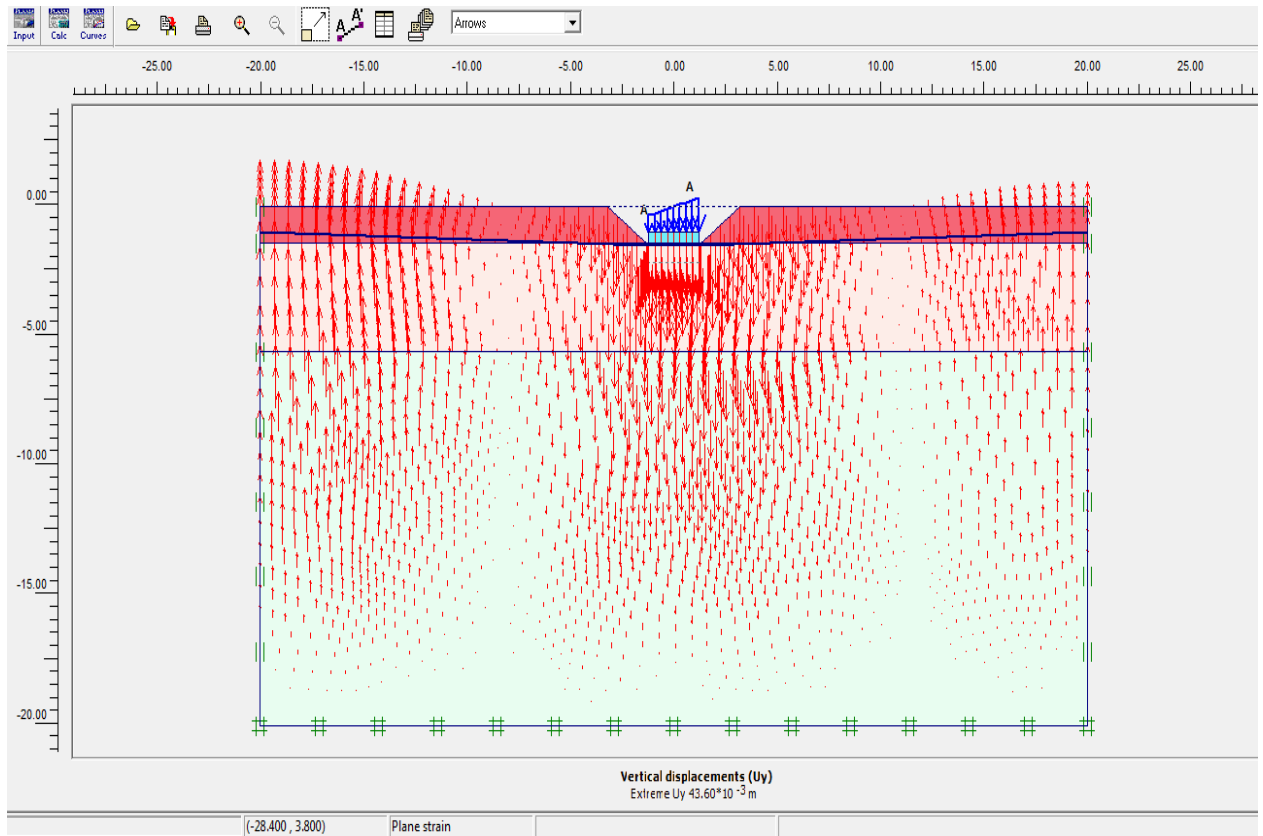 Input Calc Curves A A' Arrows
-25.00 -20.00 -15.00 -10.00 -5.00 0.00 5.00 10.00 15.00 20.00 25.00
0.00
A
A
-5.00
-10.00
-15.00
-20.00
Vertical displacements (Uy)
Extreme Uy 43.60*10 -3 m
(-28.400 , 3.800) Plane strain